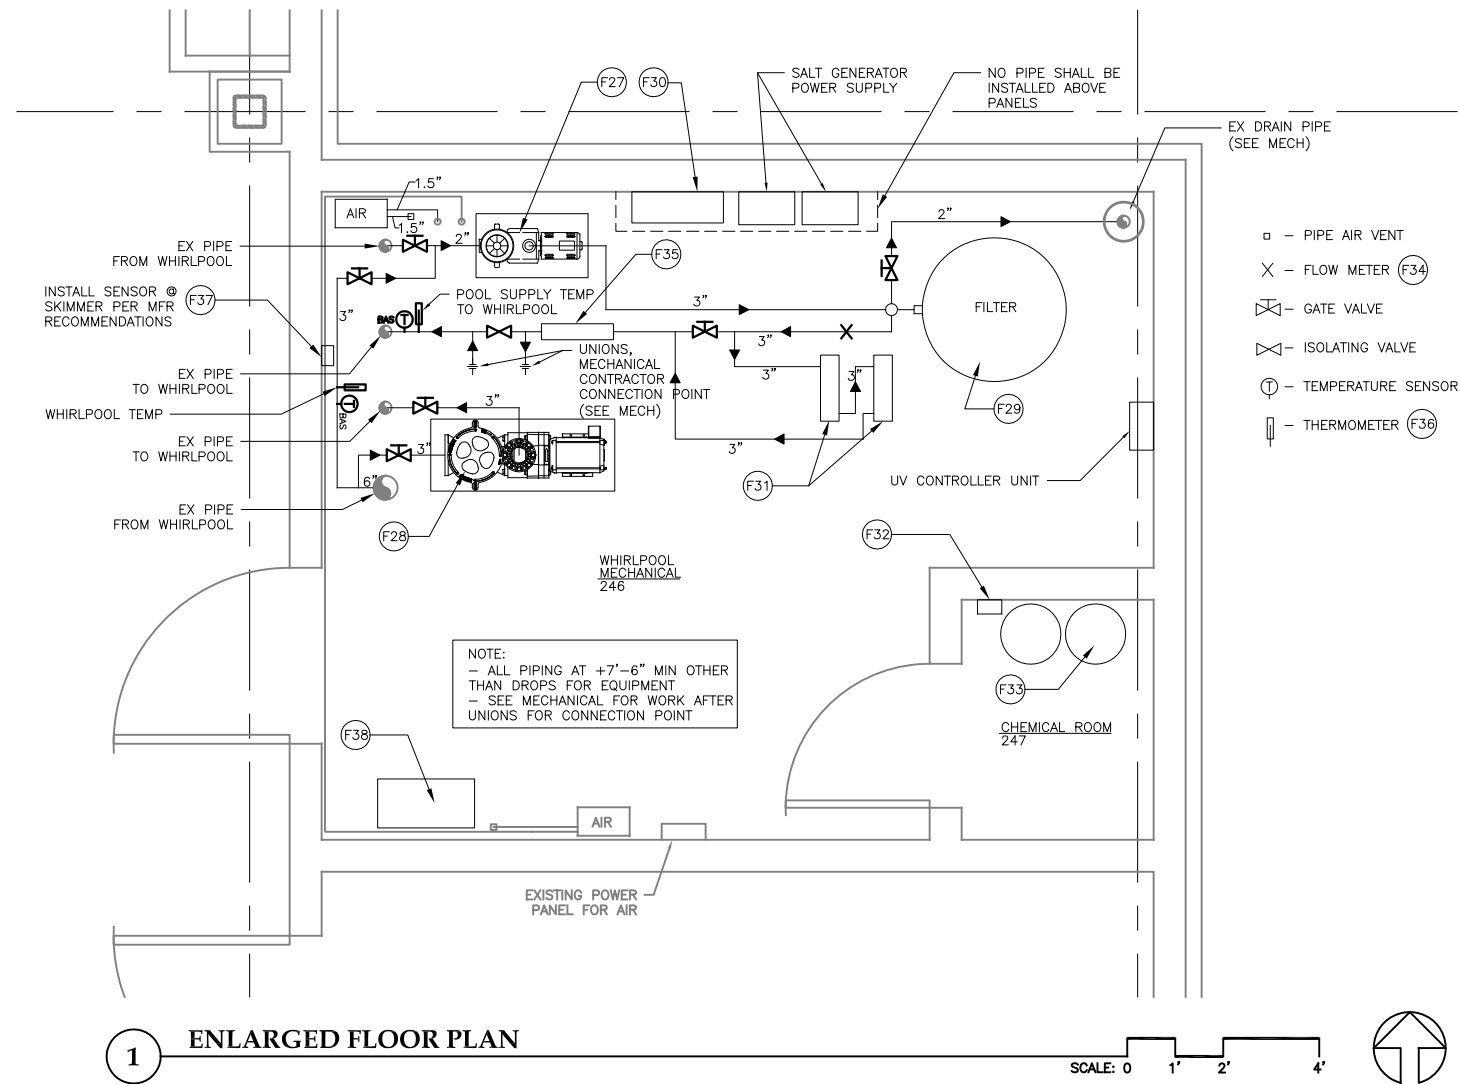 F27
F30
SALT GENERATOR
POWER SUPPLY
NO PIPE SHALL BE
INSTALLED ABOVE
PANELS
EX DRAIN PIPE
(SEE MECH)
1.5"
AIR
1.5"
2"
2"
EX PIPE
FROM WHIRLPOOL
F35
PIPE AIR VENT
FLOW METER F34
GATE VALVE
ISOLATING VALVE
TEMPERATURE SENSOR
THERMOMETER F36
T
INSTALL SENSOR @
SKIMMER PER MFR
RECOMMENDATIONS
F37
3"
BAS
T
POOL SUPPLY TEMP
TO WHIRLPOOL
3"
FILTER
3"
UNIONS,
MECHANICAL
CONTRACTOR
CONNECTION POINT
(SEE MECH)
3"
3"
EX PIPE
TO WHIRLPOOL
WHIRLPOOL TEMP
T
BAS
3"
F29
EX PIPE
TO WHIRLPOOL
3"
3"
6"
F31
UV CONTROLLER UNIT
EX PIPE
FROM WHIRLPOOL
F28
F32
WHIRLPOOL
MECHANICAL
246
NOTE:
– ALL PIPING AT +7'–6" MIN OTHER
THAN DROPS FOR EQUIPMENT
– SEE MECHANICAL FOR WORK AFTER
UNIONS FOR CONNECTION POINT
F33
CHEMICAL ROOM
247
F38
AIR
EXISTING POWER
PANEL FOR AIR
1
ENLARGED FLOOR PLAN
SCALE: 0 1' 2' 4'